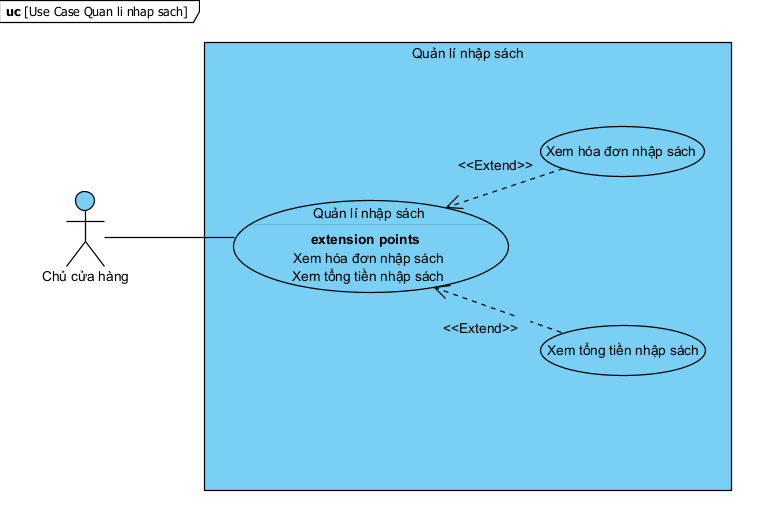 uc [Use Case Quan li nhap sach]
Quản lí nhập sách
Xem hóa đơn nhập sách
<<Extend>>
Quản lí nhập sách
extension points
Xem hóa đơn nhập sách
Xem tổng tiền nhập sách
Chủ cửa hàng
<<Extend>>
Xem tổng tiền nhập sách